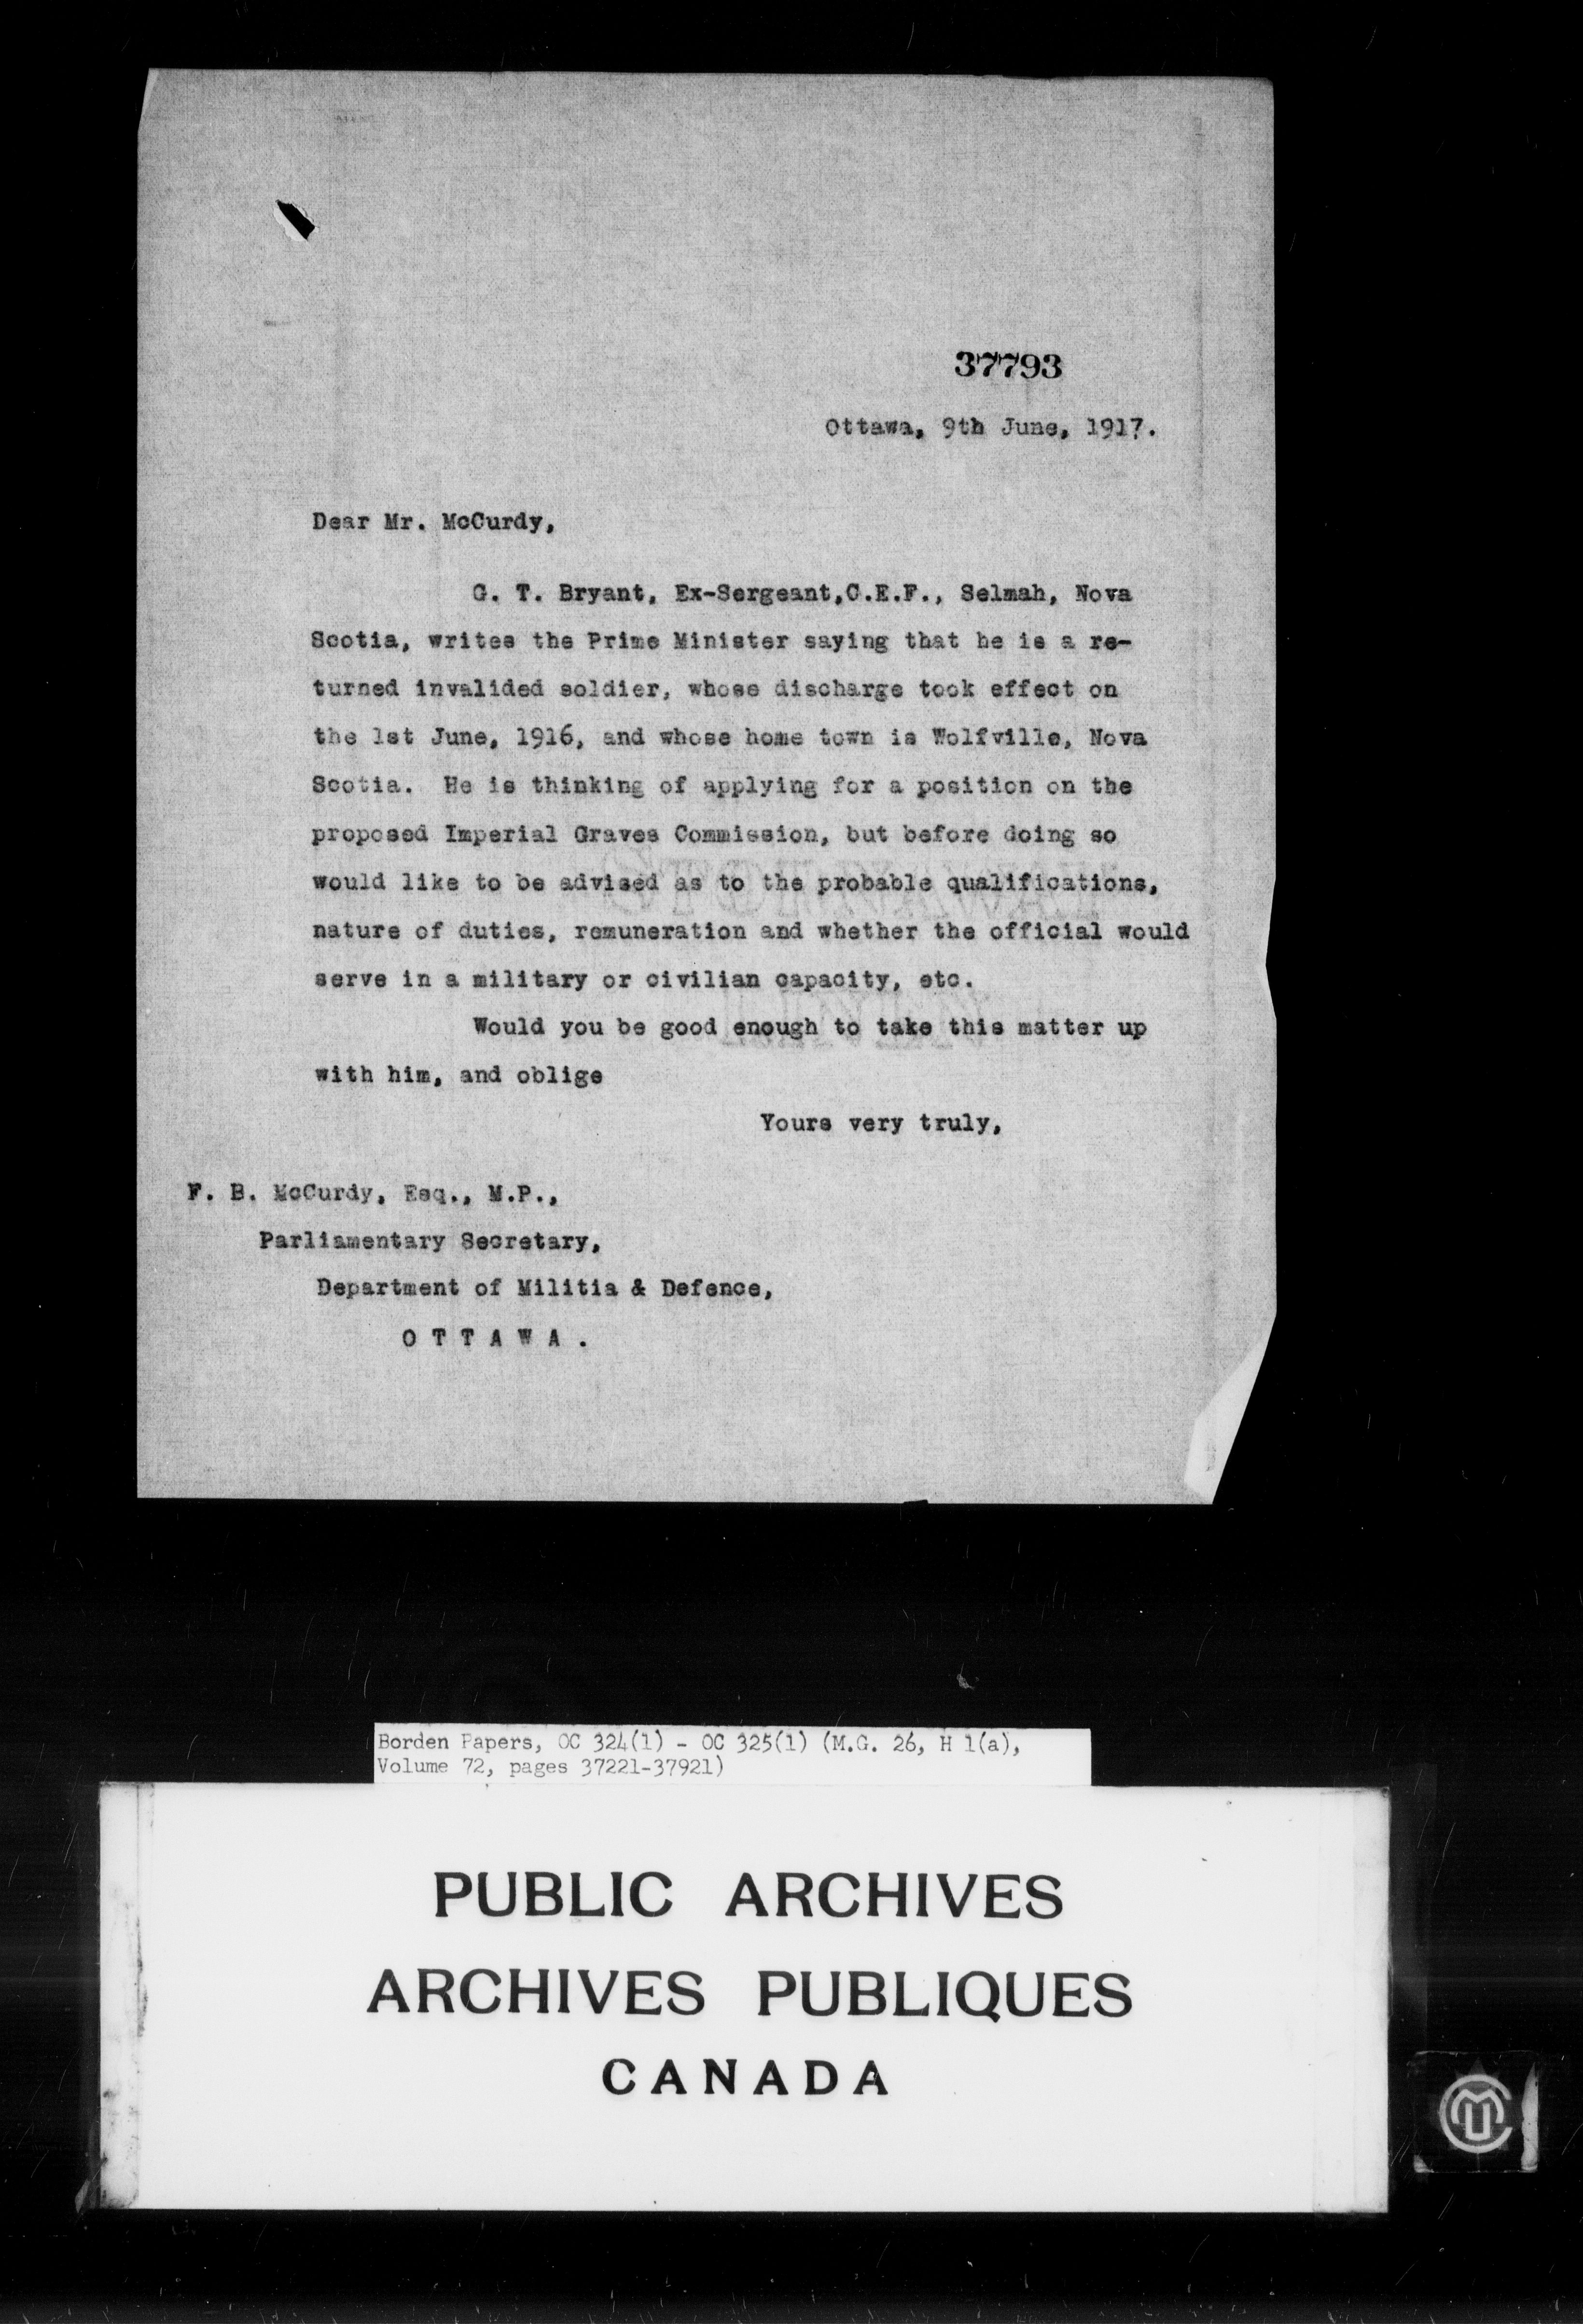 37793
Ottawa, 9th June, 1917.
Dear Mr. McCurdy,
G. T. Bryant, Ex-Sergeant,C.E.F., Selmah, Nova
Scotia, writes the Prime Minister saying that he is a re-
turned invalided soldier, whose discharge took effect on
the 1st June, 1916, and whose home town is Wolfville, Nova
Scotia. He is thinking of applying for a position on the
proposed Imperial Graves Commission, but before doing so
would like to be advised as to the probable qualifications,
nature of duties, remuneration and whether the official would
serve in a military or civilian capacity, etc.
Would you be good enough to take this matter up
with him, and oblige
Yours very truly,
F. B. McCurdy, Esq., M.P.,
Parliamentary Secretary,
Department of Militia & Defence,
O T T A W A .
Borden Papers, OC 324(1) - OC 325(1) (M.G. 26, H 1(a),
Volume 72, pages 37221-37921)
PUBLIC ARCHIVES
ARCHIVES PUBLIQUES
CANADA